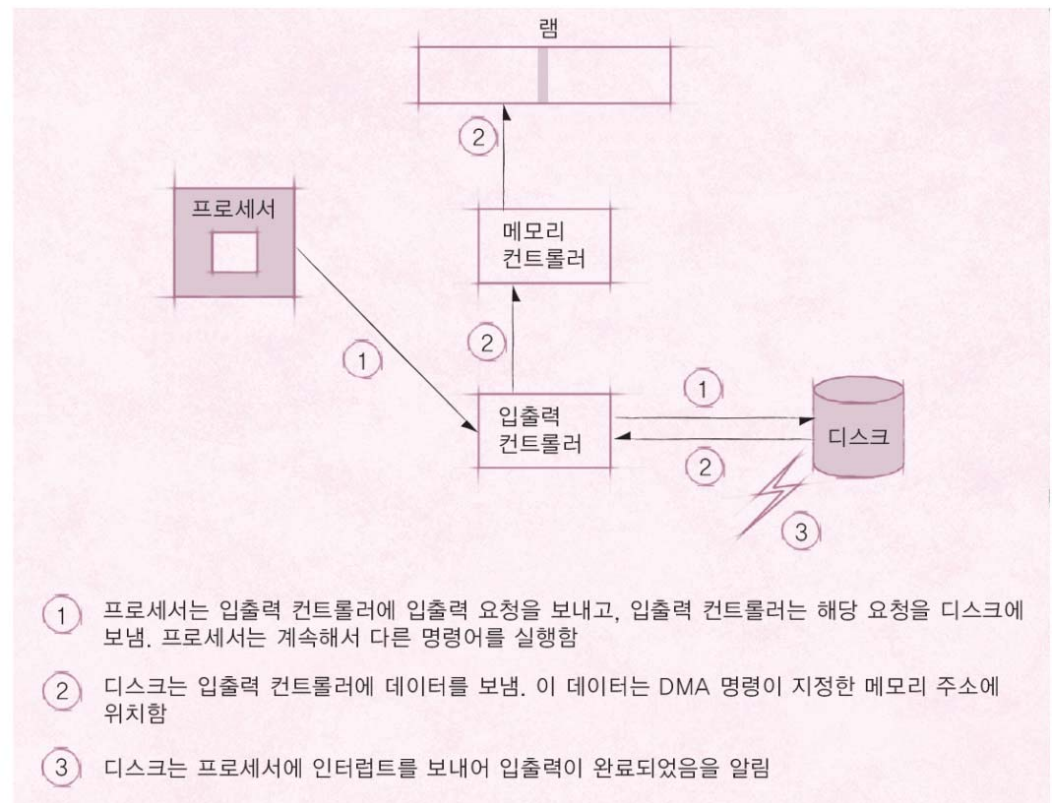 램
2
프로세서
메모리
컨트롤러
2
1
1
입출력
컨트롤러
디스크
2
3
1 프로세서는 입출력 컨트롤러에 입출력 요청을 보내고, 입출력 컨트롤러는 해당 요청을 디스크에
보냄. 프로세서는 계속해서 다른 명령어를 실행함
2 디스크는 입출력 컨트롤러에 데이터를 보냄. 이 데이터는 DMA 명령이 지정한 메모리 주소에
위치함
3 디스크는 프로세서에 인터럽트를 보내어 입출력이 완료되었음을 알림